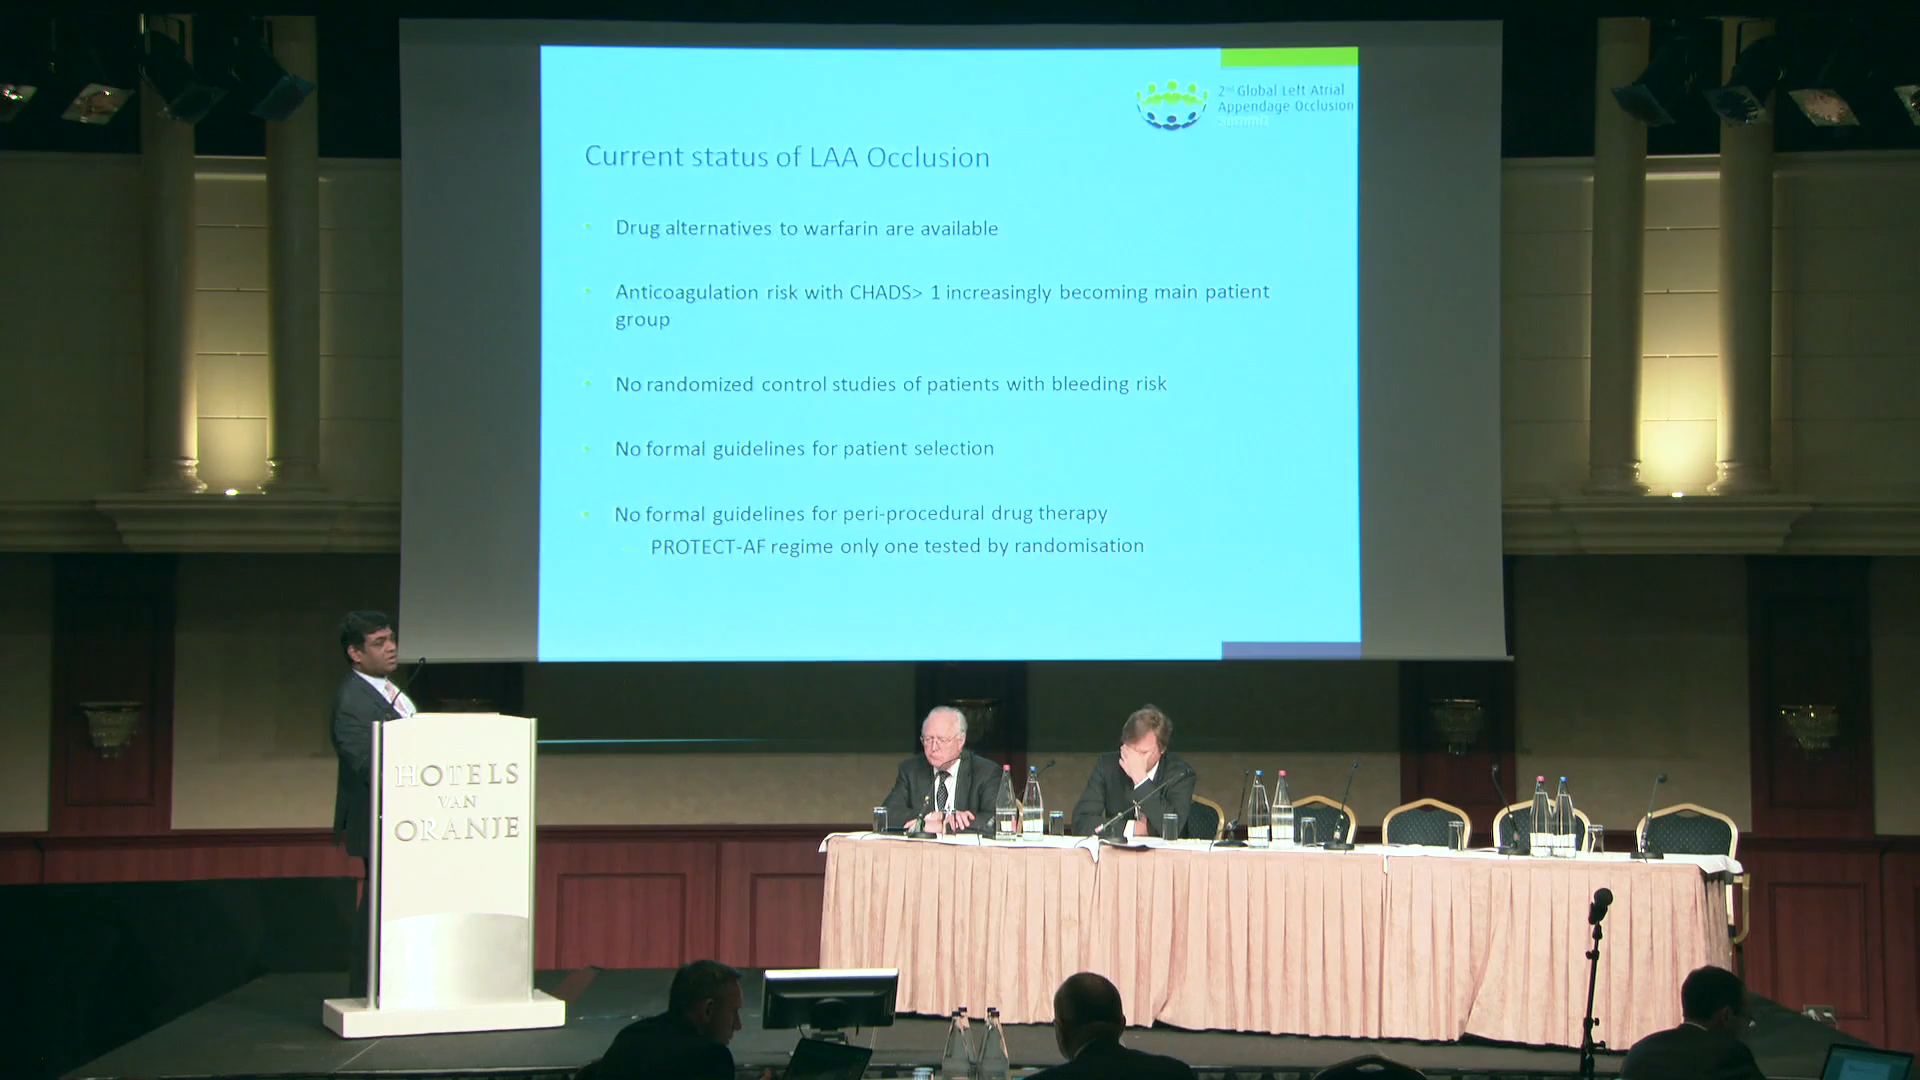 2nd Global Left Atrial
Appendage Occlusion
Summit
Current status of LAA Occlusion
Drug alternatives to warfarin are available
Anticoagulation risk with CHADS> 1 increasingly becoming main patient
group
No randomized control studies of patients with bleeding risk
No formal guidelines for patient selection
No formal guidelines for peri-procedural drug therapy
PROTECT-AF regime only one tested by randomisation
HOTELS
VAN
ORANJE